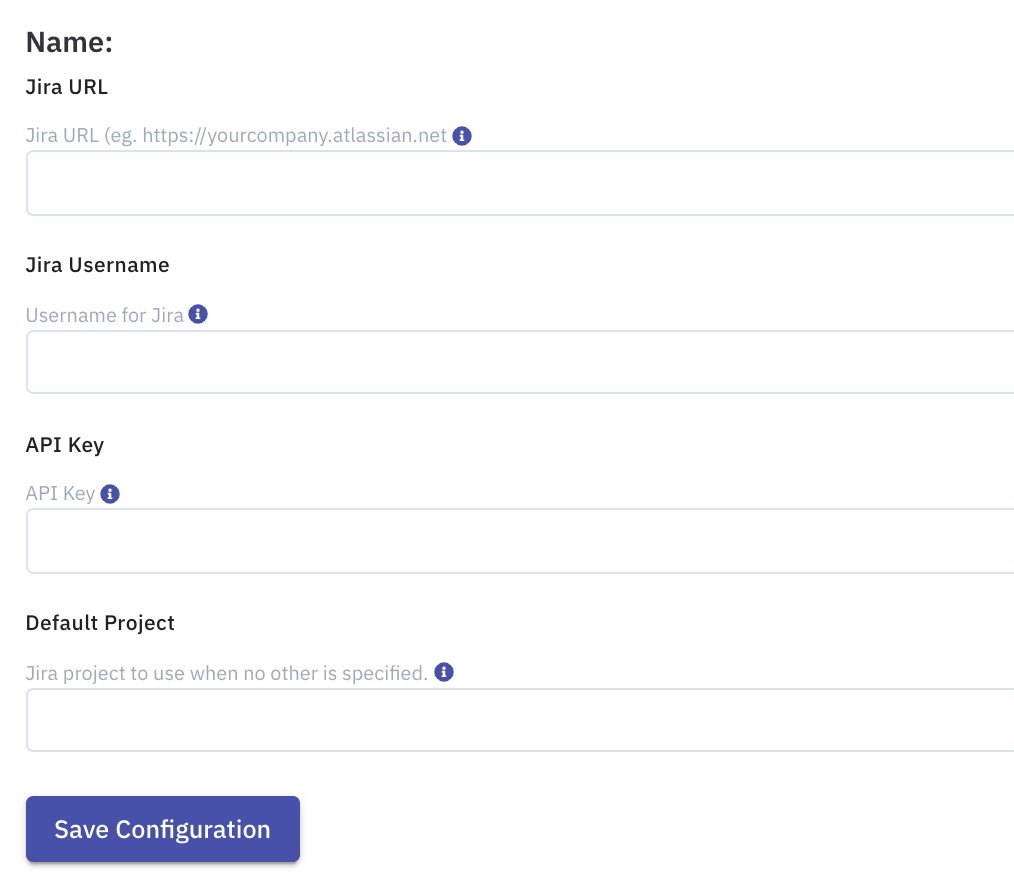 Name:
Jira URL
Jira URL (eg. https://yourcompany.atlassian.net
Jira Username
Username for Jira
API Key
API Key
Default Project
Jira project to use when no other is specified.
Save Configuration